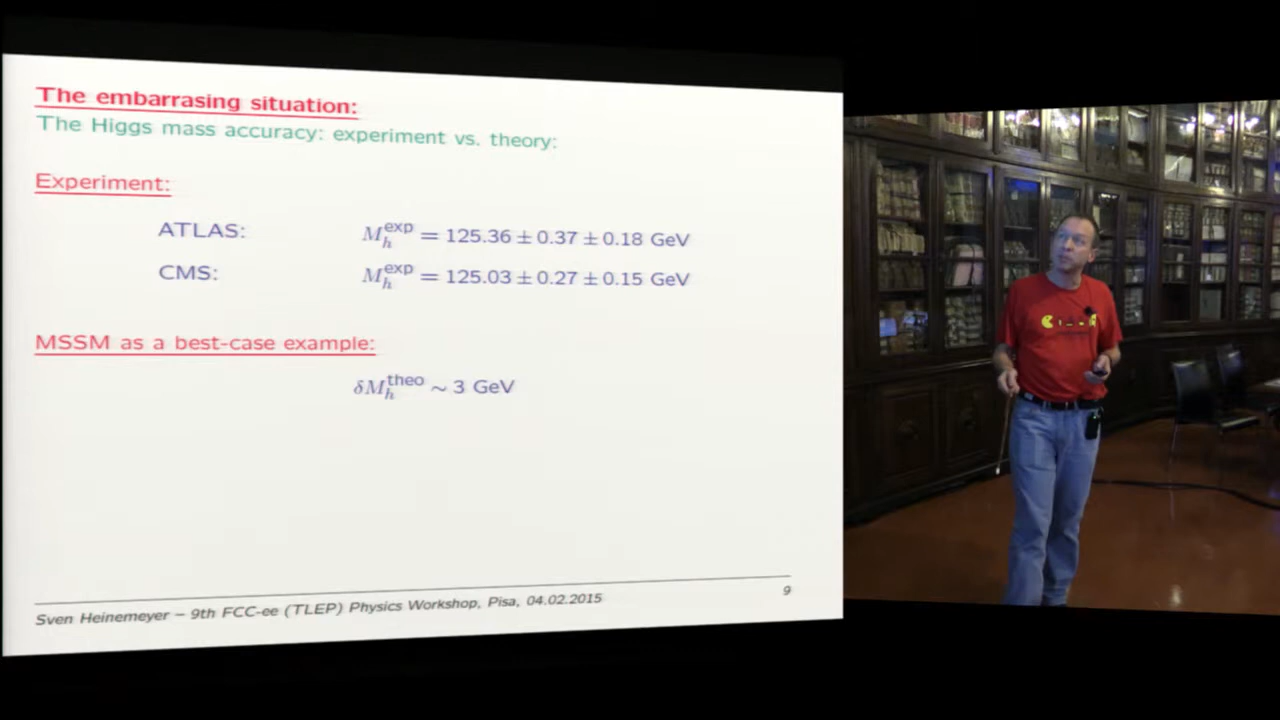 The embarrasing situation:
The Higgs mass accuracy: experiment vs. theory:
Experiment:
ATLAS: M_h^exp = 125.36 ± 0.37 ± 0.18 GeV
CMS: M_h^exp = 125.03 ± 0.27 ± 0.15 GeV
MSSM as a best-case example:
δM_h^theo ∼ 3 GeV
Sven Heinemeyer – 9th FCC-ee (TLEP) Physics Workshop, Pisa, 04.02.2015 9